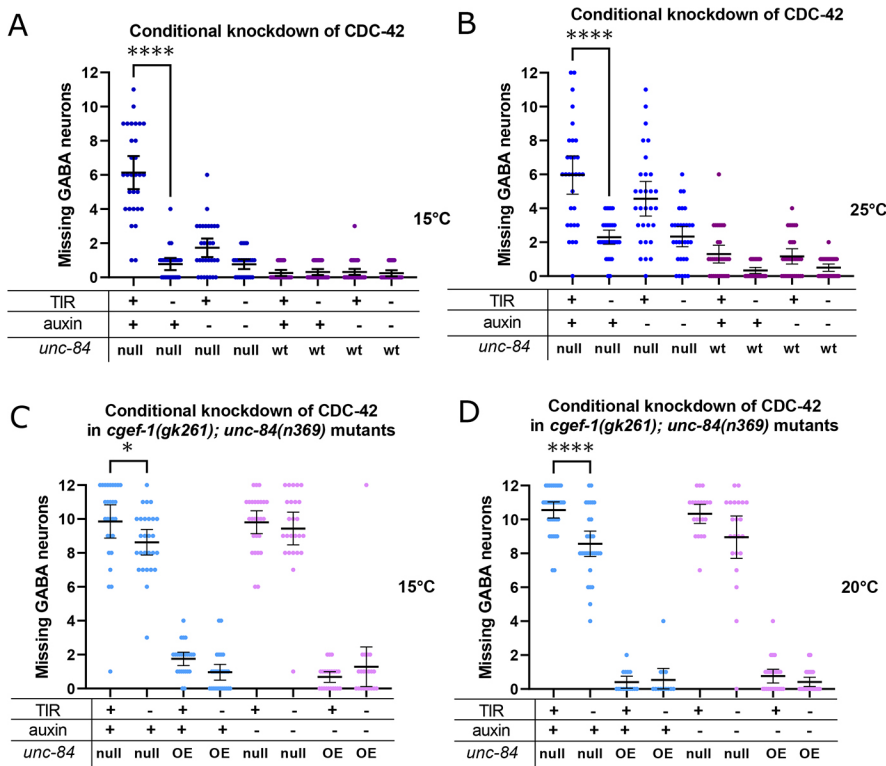 A
Conditional knockdown of CDC-42
****
Missing GABA neurons
12
10
8
6
4
2
0
15°C
TIR + - + - + - + -
auxin + + - - + + - -
unc-84 null null null null wt wt wt wt
B
Conditional knockdown of CDC-42
****
Missing GABA neurons
12
10
8
6
4
2
0
25°C
TIR + - + - + - + -
auxin + + - - + + - -
unc-84 null null null null wt wt wt wt
C
Conditional knockdown of CDC-42
in cgef-1(gk261); unc-84(n369) mutants
*
Missing GABA neurons
12
10
8
6
4
2
0
15°C
TIR + - + - + - + -
auxin + + + + - - - -
unc-84 null null OE OE null null OE OE
D
Conditional knockdown of CDC-42
in cgef-1(gk261); unc-84(n369) mutants
****
Missing GABA neurons
12
10
8
6
4
2
0
20°C
TIR + - + - + - + -
auxin + + + + - - - -
unc-84 null null OE OE null null OE OE